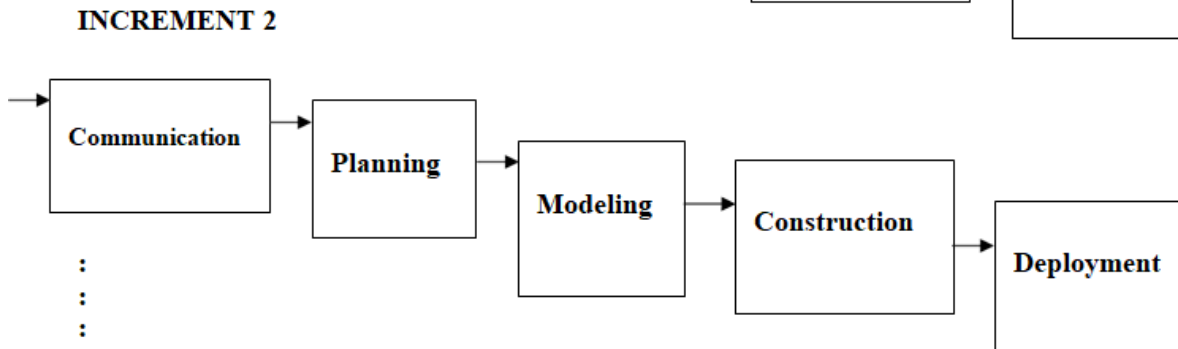 INCREMENT 2
Communication
Planning
Modeling
Construction
Deployment
:
:
: